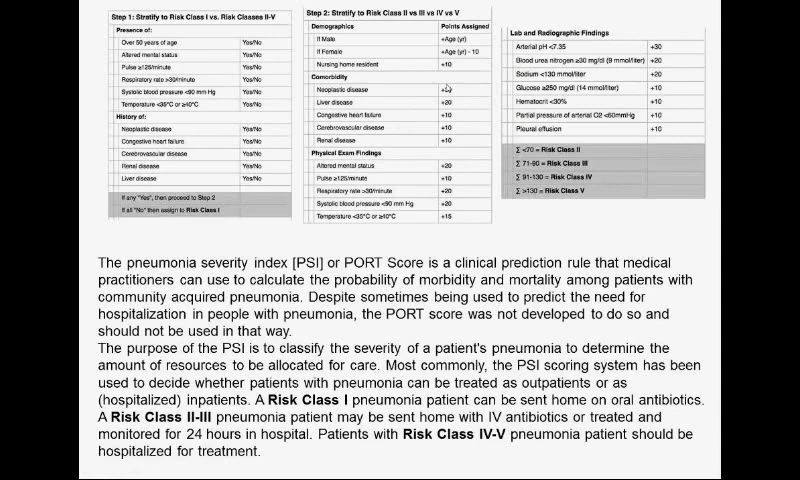 Step 1: Stratify to Risk Class I vs. Risk Classes II-V
Presence of:
Over 50 years of age Yes/No
Altered mental status Yes/No
Pulse ≥125/minute Yes/No
Respiratory rate >30/minute Yes/No
Systolic blood pressure <90 mm Hg Yes/No
Temperature <35°C or ≥40°C Yes/No
History of:
Neoplastic disease Yes/No
Congestive heart failure Yes/No
Cerebrovascular disease Yes/No
Renal disease Yes/No
Liver disease Yes/No
If any "Yes", then proceed to Step 2
If all "No" then assign to Risk Class I
Step 2: Stratify to Risk Class II vs III vs IV vs V
Demographics Points Assigned
If Male +Age (yr)
If Female +Age (yr) - 10
Nursing home resident +10
Comorbidity
Neoplastic disease
Liver disease +20
Congestive heart failure +10
Cerebrovascular disease +10
Renal disease +10
Physical Exam Findings
Altered mental status +20
Pulse ≥125/minute +10
Respiratory rate >30/minute +20
Systolic blood pressure <90 mm Hg +20
Temperature <35°C or ≥40°C +15
Lab and Radiographic Findings
Arterial pH <7.35 +30
Blood urea nitrogen ≥30 mg/dl (9 mmol/liter) +20
Sodium <130 mmol/liter +20
Glucose ≥250 mg/dl (14 mmol/liter) +10
Hematocrit <30% +10
Partial pressure of arterial O2 <60mmHg +10
Pleural effusion +10
∑ <70 = Risk Class II
∑ 71-90 = Risk Class III
∑ 91-130 = Risk Class IV
∑ >130 = Risk Class V
The pneumonia severity index [PSI] or PORT Score is a clinical prediction rule that medical
practitioners can use to calculate the probability of morbidity and mortality among patients with
community acquired pneumonia. Despite sometimes being used to predict the need for
hospitalization in people with pneumonia, the PORT score was not developed to do so and
should not be used in that way.
The purpose of the PSI is to classify the severity of a patient's pneumonia to determine the
amount of resources to be allocated for care. Most commonly, the PSI scoring system has been
used to decide whether patients with pneumonia can be treated as outpatients or as
(hospitalized) inpatients. A Risk Class I pneumonia patient can be sent home on oral antibiotics.
A Risk Class II-III pneumonia patient may be sent home with IV antibiotics or treated and
monitored for 24 hours in hospital. Patients with Risk Class IV-V pneumonia patient should be
hospitalized for treatment.